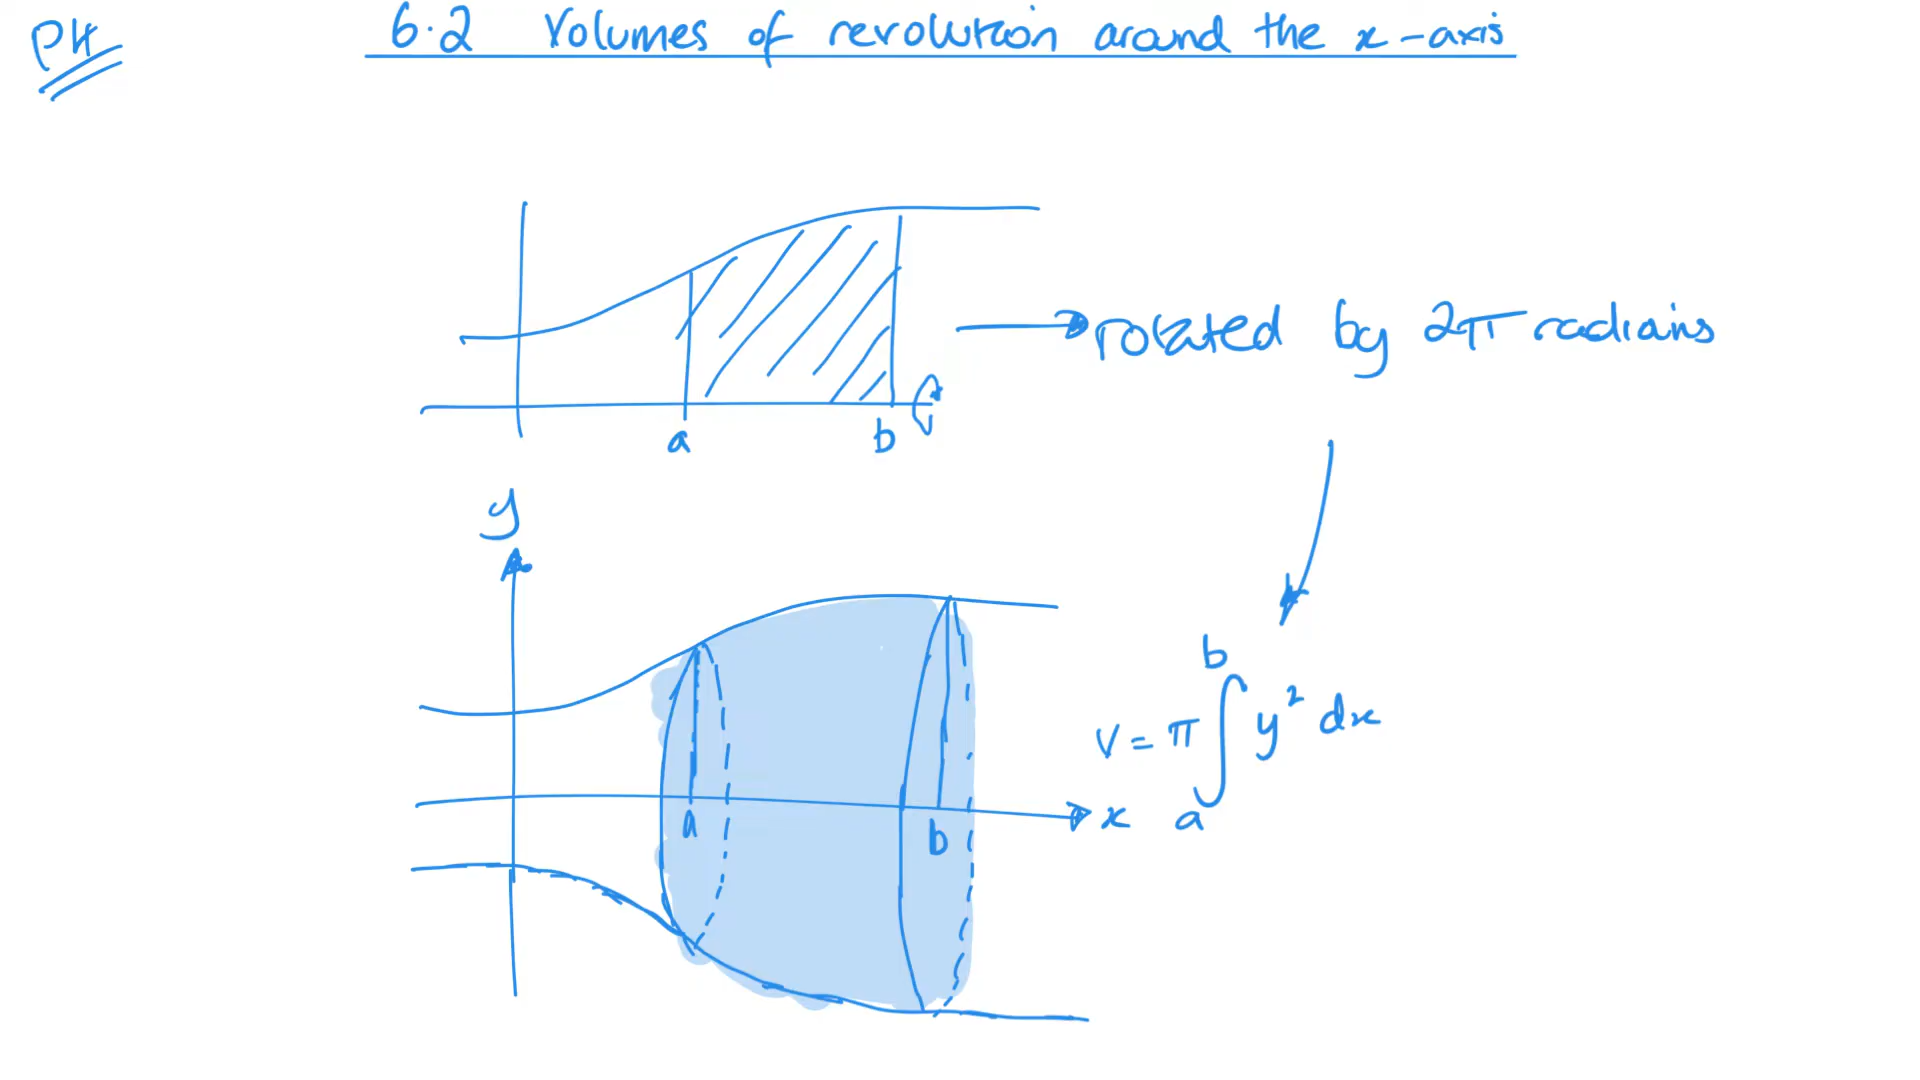 PH
6.2 Volumes of revolution around the x-axis
rotated by 2π radians
a b
y
b
V = π ∫ y² dx
a
x
a b